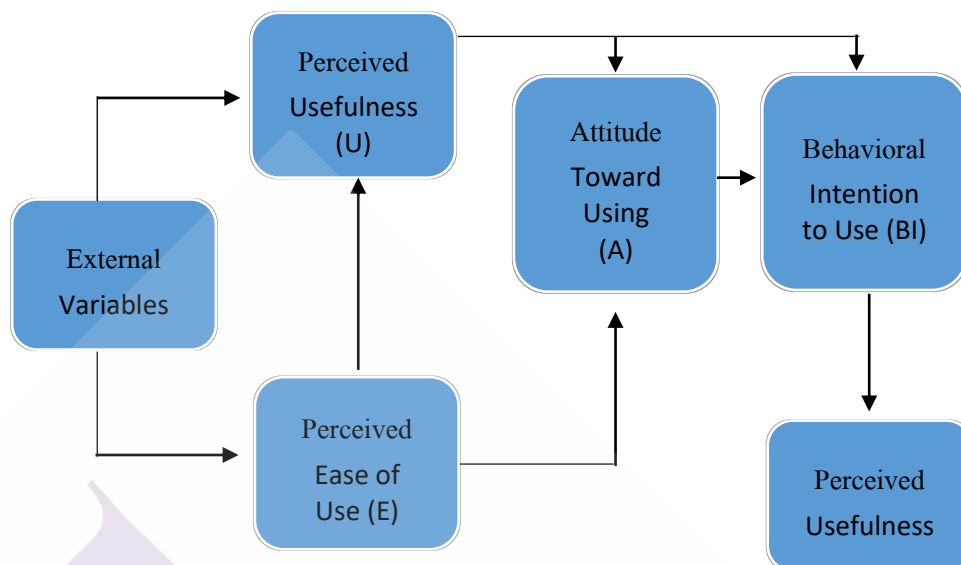 Perceived
Usefulness
(U)
Attitude
Toward
Using
(A)
Behavioral
Intention
to Use (BI)
External
Variables
Perceived
Ease of
Use (E)
Perceived
Usefulness